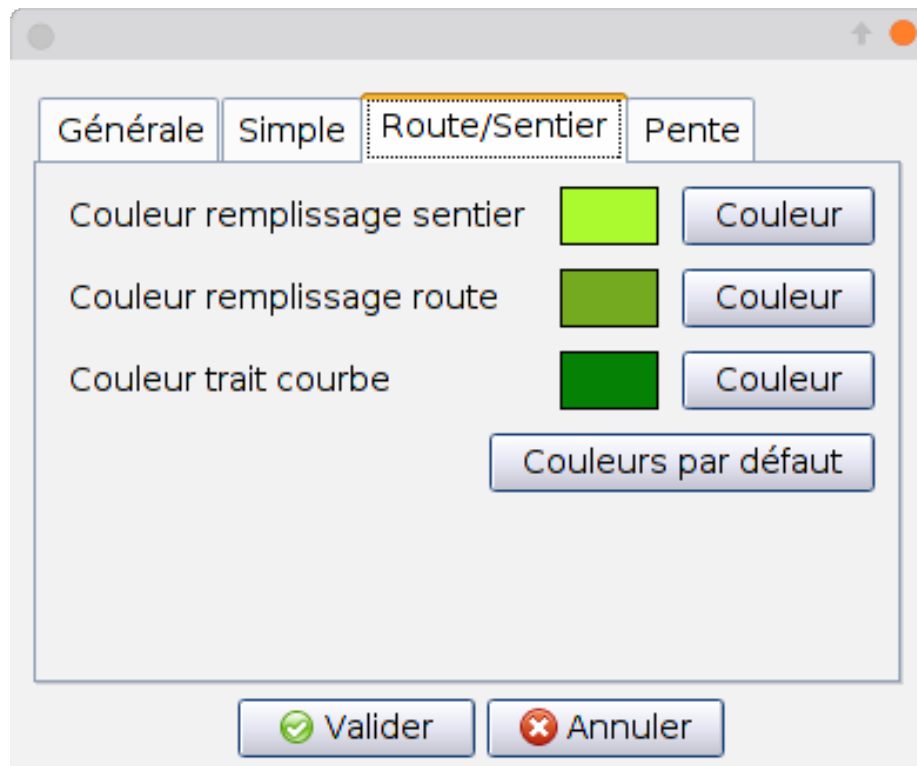 Générale Simple Route/Sentier Pente
Couleur remplissage sentier Couleur
Couleur remplissage route Couleur
Couleur trait courbe Couleur
Couleurs par défaut
Valider Annuler